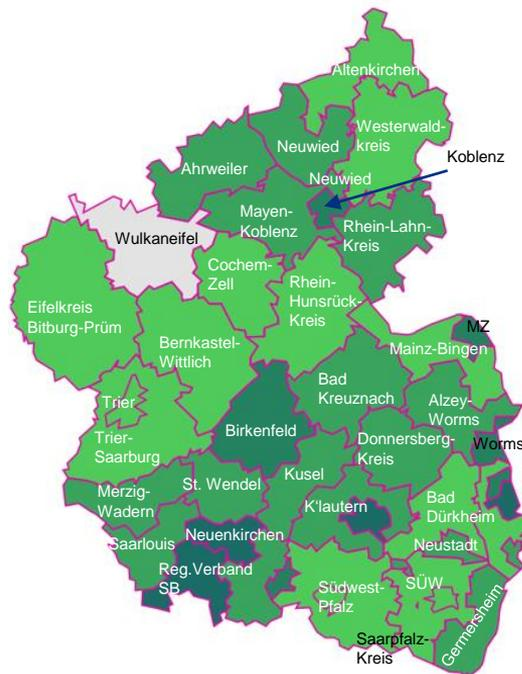 Altenkirchen
Westerwald-
kreis
Neuwied
Koblenz
Ahrweiler
Neuwied
Mayen-
Koblenz
Rhein-Lahn-
Kreis
Wulkaneifel
Cochem-
Zell
Rhein-
Hunsrück-
Kreis
Eifelkreis
Bitburg-Prüm
MZ
Bernkastel-
Wittlich
Mainz-Bingen
Bad
Kreuznach
Trier
Alzey-
Worms
Birkenfeld
Trier-
Saarburg
Donnersberg-
Kreis
Worms
Kusel
St. Wendel
Merzig-
Wadern
K'lautern
Bad
Dürkheim
Neuenkirchen
Saarlouis
Neustadt
Reg.Verband
SB
Südwest-
Pfalz
SÜW
Saarpfalz-
Kreis
Germersheim